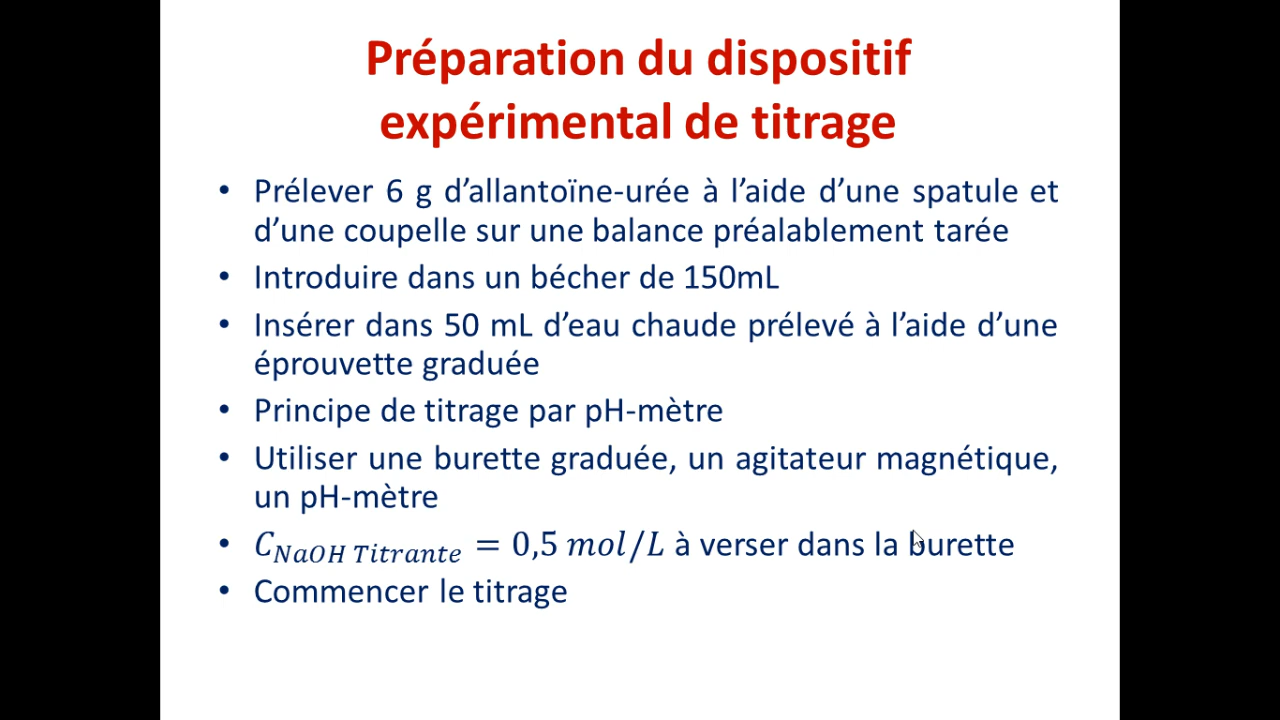 Préparation du dispositif
expérimental de titrage
• Prélever 6 g d’allantoïne-urée à l’aide d’une spatule et
d’une coupelle sur une balance préalablement tarée
• Introduire dans un bécher de 150mL
• Insérer dans 50 mL d’eau chaude prélevé à l’aide d’une
éprouvette graduée
• Principe de titrage par pH-mètre
• Utiliser une burette graduée, un agitateur magnétique,
un pH-mètre
• C_{NaOH Titrante} = 0,5 mol/L à verser dans la burette
• Commencer le titrage